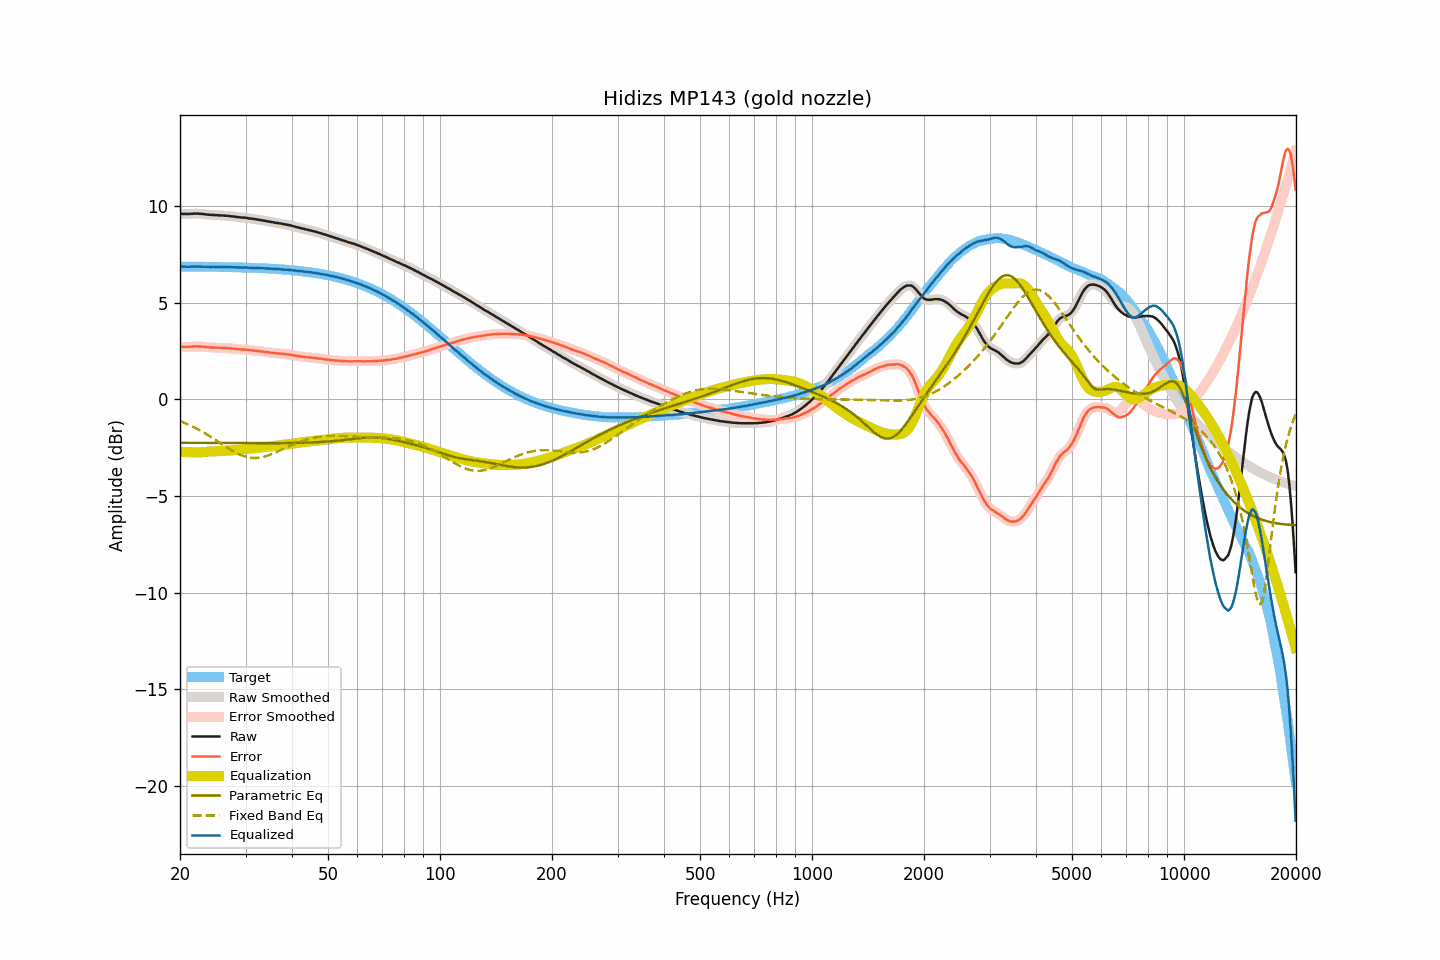 Hidizs MP143 (gold nozzle)
Amplitude (dBr)
10
5
0
−5
−10
−15
−20
Target
Raw Smoothed
Error Smoothed
Raw
Error
Equalization
Parametric Eq
Fixed Band Eq
Equalized
20 50 100 200 500 1000 2000 5000 10000 20000
Frequency (Hz)